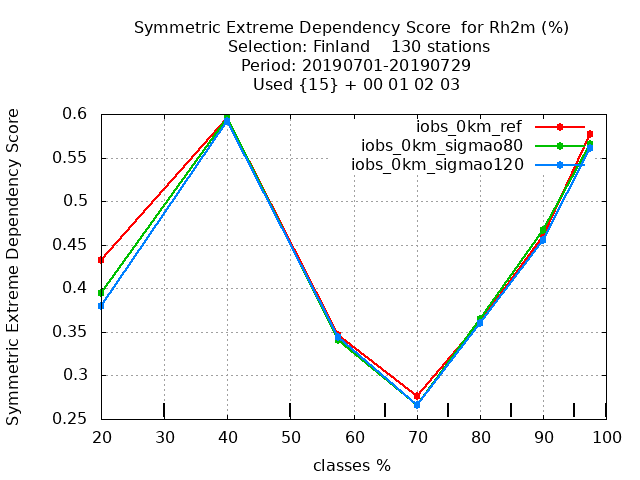 Symmetric Extreme Dependency Score for Rh2m (%)
Selection: Finland 130 stations
Period: 20190701-20190729
Used {15} + 00 01 02 03
Symmetric Extreme Dependency Score
0.6
0.55
0.5
0.45
0.4
0.35
0.3
0.25
iobs_0km_ref
iobs_0km_sigmao80
iobs_0km_sigmao120
20 30 40 50 60 70 80 90 100
classes %